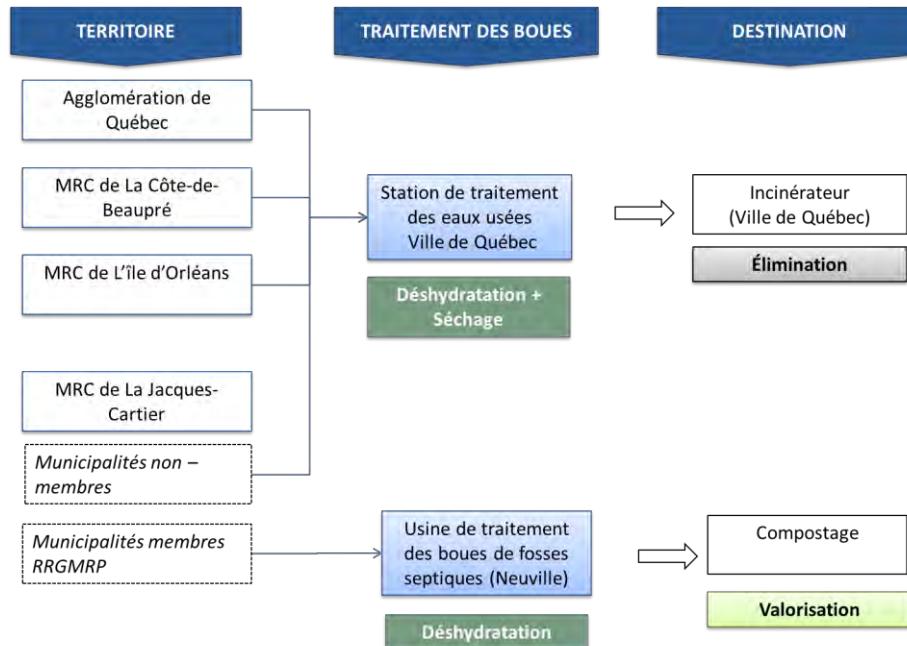 TERRITOIRE
TRAITEMENT DES BOUES
DESTINATION
Agglomération de
Québec
MRC de La Côte-de-
Beaupré
MRC de L'île d'Orléans
MRC de La Jacques-
Cartier
Municipalités non –
membres
Municipalités membres
RRGMRP
Station de traitement
des eaux usées
Ville de Québec
Déshydratation +
Séchage
Usine de traitement
des boues de fosses
septiques (Neuville)
Déshydratation
Incinérateur
(Ville de Québec)
Élimination
Compostage
Valorisation